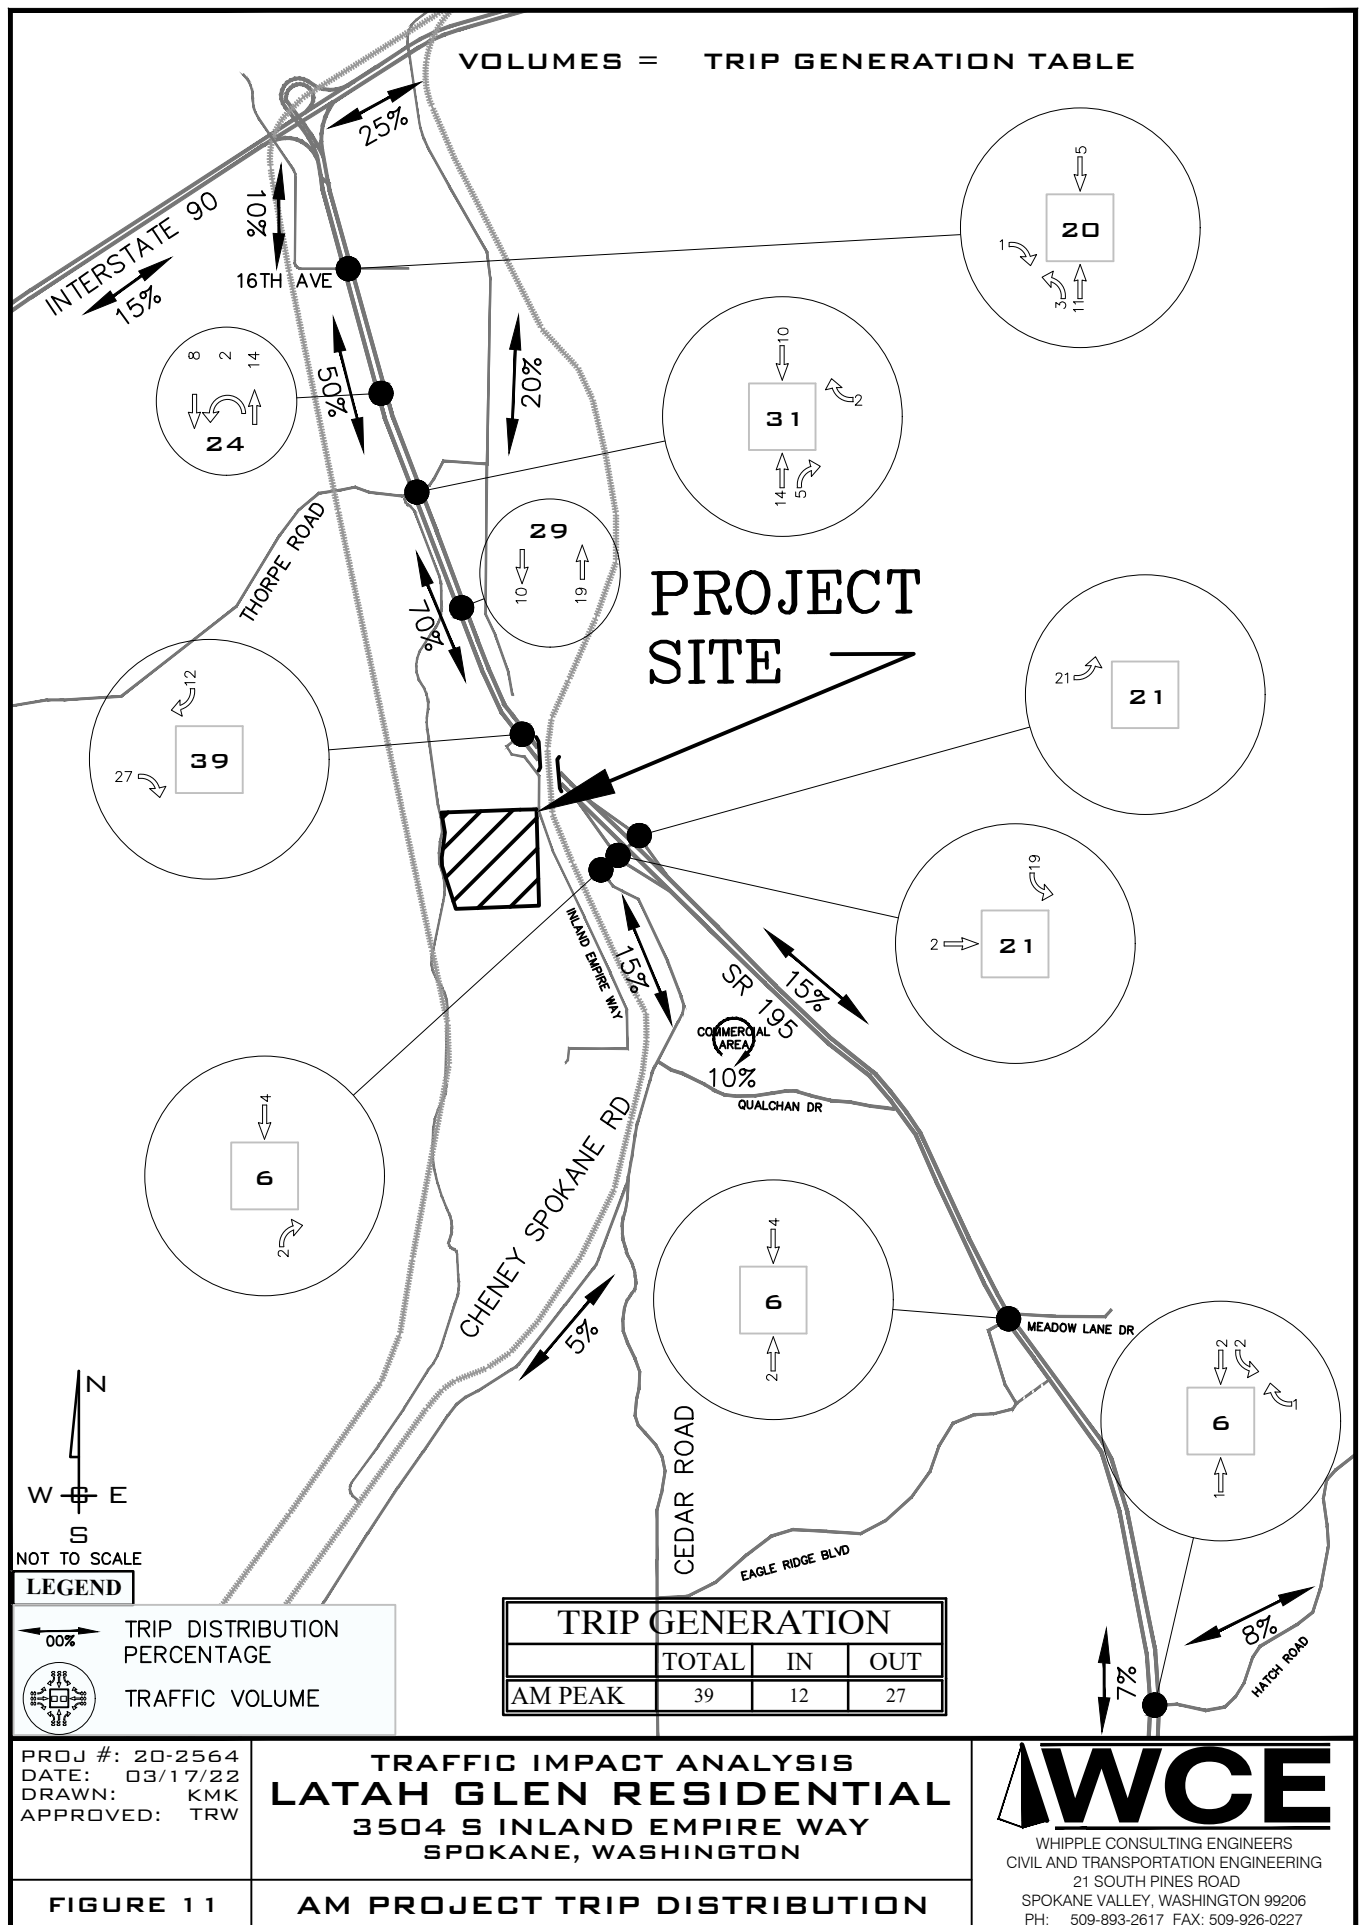 VOLUMES = TRIP GENERATION TABLE
25%
10%
INTERSTATE 90
15%
16TH AVE
5
20
1
3
11
8 2 14
24
50%
20%
10
31
2
14
5
THORPE ROAD
29
10
19
70%
PROJECT
SITE
12
39
27
21
21
19
2
21
INLAND EMPIRE WAY
15%
SR 195
15%
COMMERCIAL
AREA
10%
QUALCHAN DR
4
6
2
CHENEY SPOKANE RD
5%
4
6
2
MEADOW LANE DR
2
2
1
6
1
CEDAR ROAD
EAGLE RIDGE BLVD
8%
HATCH ROAD
7%
N
W E
S
NOT TO SCALE
LEGEND
00%
TRIP DISTRIBUTION
PERCENTAGE
TRAFFIC VOLUME
TRIP GENERATION
TOTAL IN OUT
AM PEAK 39 12 27
PROJ #: 20-2564
DATE: 03/17/22
DRAWN: KMK
APPROVED: TRW
FIGURE 11
TRAFFIC IMPACT ANALYSIS
LATAH GLEN RESIDENTIAL
3504 S INLAND EMPIRE WAY
SPOKANE, WASHINGTON
AM PROJECT TRIP DISTRIBUTION
WCE
WHIPPLE CONSULTING ENGINEERS
CIVIL AND TRANSPORTATION ENGINEERING
21 SOUTH PINES ROAD
SPOKANE VALLEY, WASHINGTON 99206
PH: 509-893-2617 FAX: 509-926-0227